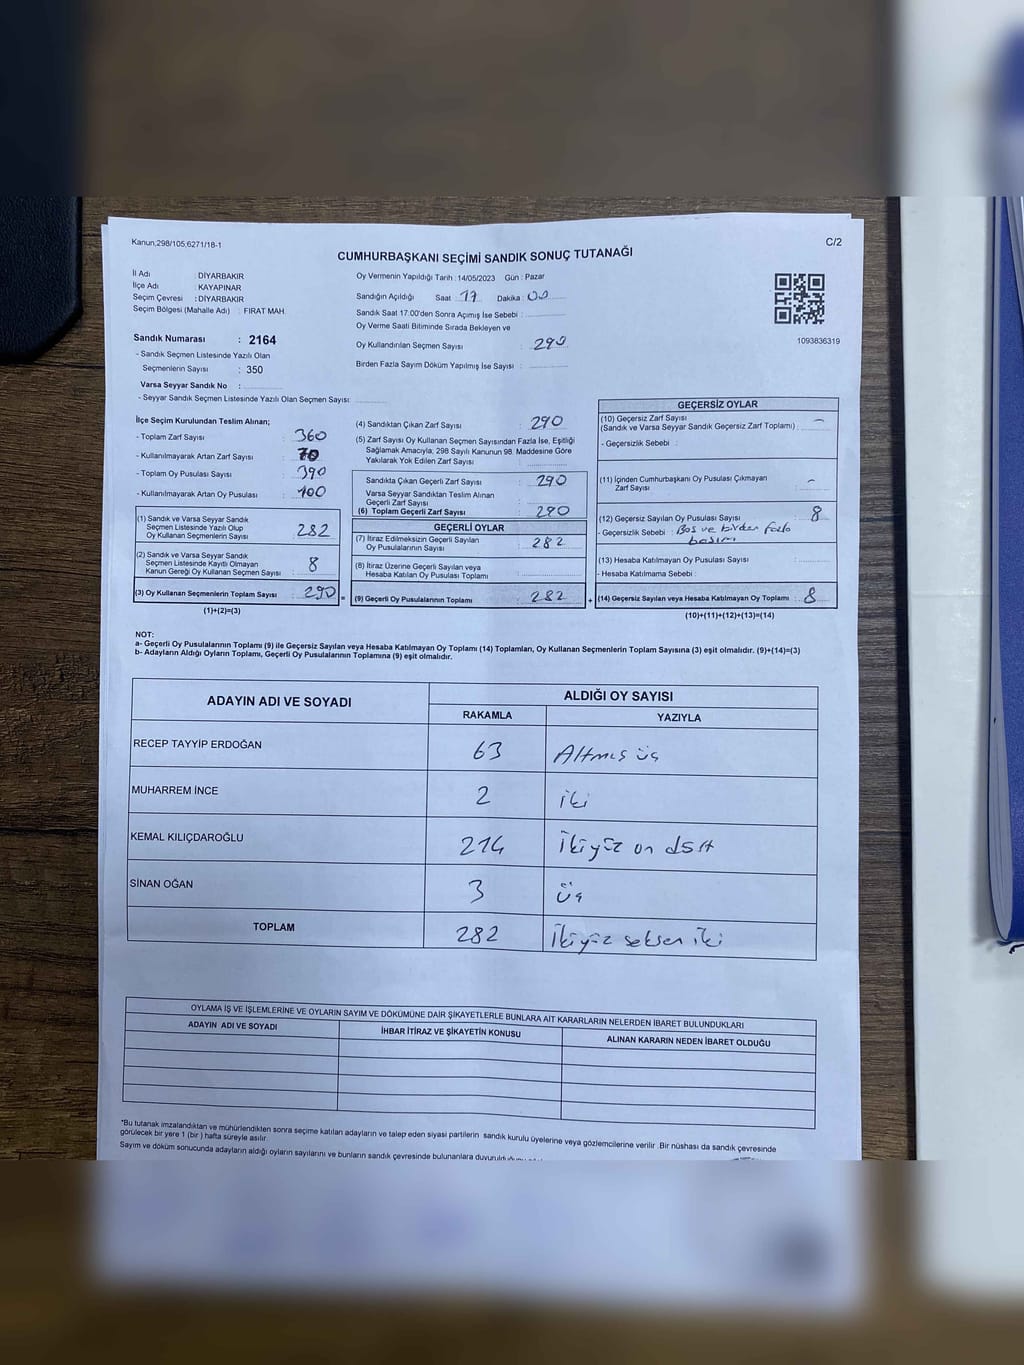 Kanun,298/105,6271/18-1
C/2
CUMHURBAŞKANI SEÇİMİ SANDIK SONUÇ TUTANAĞI
İl Adı : DİYARBAKIR
İlçe Adı : KAYAPINAR
Seçim Çevresi : DİYARBAKIR
Seçim Bölgesi (Mahalle Adı) : FIRAT MAH.
Sandık Numarası : 2164
- Sandık Seçmen Listesinde Yazılı Olan
Seçmenlerin Sayısı : 350
Varsa Seyyar Sandık No :
- Seyyar Sandık Seçmen Listesinde Yazılı Olan Seçmen Sayısı:
Oy Vermenin Yapıldığı Tarih : 14/05/2023 Gün : Pazar
Sandığın Açıldığı Saat 17 Dakika 00
Sandık Saat 17.00'den Sonra Açımış İse Sebebi :
Oy Verme Saati Bitiminde Sırada Bekleyen ve
Oy Kullandırılan Seçmen Sayısı : 290
Birden Fazla Sayım Döküm Yapılmış İse Sayısı :
1093836319
İlçe Seçim Kurulundan Teslim Alınan;
- Toplam Zarf Sayısı : 360
- Kullanılmayarak Artan Zarf Sayısı : 70
- Toplam Oy Pusulası Sayısı : 390
- Kullanılmayarak Artan Oy Pusulası : 100
(1) Sandık ve Varsa Seyyar Sandık
Seçmen Listesinde Yazılı Olup
Oy Kullanan Seçmenlerin Sayısı : 282
(2) Sandık ve Varsa Seyyar Sandık
Seçmen Listesinde Kayıtlı Olmayan
Kanun Gereği Oy Kullanan Seçmen Sayısı : 8
(3) Oy Kullanan Seçmenlerin Toplam Sayısı : 290 =
(1)+(2)=(3)
(4) Sandıktan Çıkan Zarf Sayısı : 290
(5) Zarf Sayısı Oy Kullanan Seçmen Sayısından Fazla İse, Eşitliği
Sağlamak Amacıyla; 298 Sayılı Kanunun 98. Maddesine Göre
Yakılarak Yok Edilen Zarf Sayısı :
Sandıkta Çıkan Geçerli Zarf Sayısı : 290
Varsa Seyyar Sandıktan Teslim Alınan
Geçerli Zarf Sayısı :
(6) Toplam Geçerli Zarf Sayısı : 290
GEÇERLİ OYLAR
(7) İtiraz Edilmeksizin Geçerli Sayılan
Oy Pusulalarının Sayısı : 282
(8) İtiraz Üzerine Geçerli Sayılan veya
Hesaba Katılan Oy Pusulası Toplamı :
(9) Geçerli Oy Pusulalarının Toplamı : 282 +
GEÇERSİZ OYLAR
(10) Geçersiz Zarf Sayısı
(Sandık ve Varsa Seyyar Sandık Geçersiz Zarf Toplamı) : -
- Geçersizlik Sebebi :
(11) İçinden Cumhurbaşkanı Oy Pusulası Çıkmayan
Zarf Sayısı : -
(12) Geçersiz Sayılan Oy Pusulası Sayısı : 8
- Geçersizlik Sebebi : Boş ve birden fazla
basımı
(13) Hesaba Katılmayan Oy Pusulası Sayısı :
- Hesaba Katılmama Sebebi :
(14) Geçersiz Sayılan veya Hesaba Katılmayan Oy Toplamı : 8
(10)+(11)+(12)+(13)=(14)
NOT:
a- Geçerli Oy Pusulalarının Toplamı (9) ile Geçersiz Sayılan veya Hesaba Katılmayan Oy Toplamı (14) Toplamları, Oy Kullanan Seçmenlerin Toplam Sayısına (3) eşit olmalıdır. (9)+(14)=(3)
b- Adayların Aldığı Oyların Toplamı, Geçerli Oy Pusulalarının Toplamına (9) eşit olmalıdır.
ADAYIN ADI VE SOYADI ALDIĞI OY SAYISI
RAKAMLA YAZIYLA
RECEP TAYYİP ERDOĞAN 63 Altmış üç
MUHARREM İNCE 2 iki
KEMAL KILIÇDAROĞLU 214 İkiyüz on dört
SİNAN OĞAN 3 üç
TOPLAM 282 İkiyüz seksen iki
OYLAMA İŞ VE İŞLEMLERİNE VE OYLARIN SAYIM VE DÖKÜMÜNE DAİR ŞİKAYETLERLE BUNLARA AİT KARARLARIN NELERDEN İBARET BULUNDUKLARI
ADAYIN ADI VE SOYADI İHBAR İTİRAZ VE ŞİKAYETİN KONUSU ALINAN KARARIN NEDEN İBARET OLDUĞU
*Bu tutanak imzalandıktan ve mühürlendikten sonra seçime katılan adayların ve talep eden siyasi partilerin sandık kurulu üyelerine veya gözlemcilerine verilir. Bir nüshası da sandık çevresinde
görülecek bir yere 1 (bir) hafta süreyle asılır.
Sayım ve döküm sonucunda adayların aldığı oyların sayılarını ve bunların sandık çevresinde bulunanlara